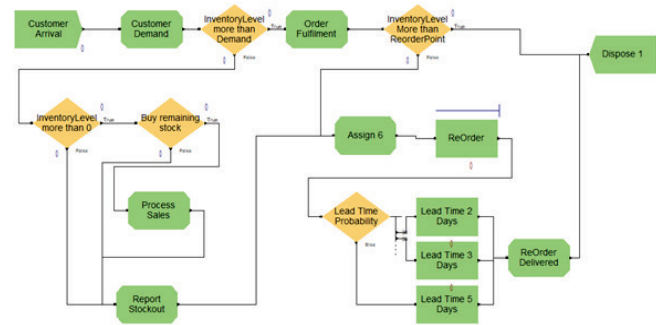 Customer
Arrival
Customer
Demand
InventoryLevel
more than
Demand
True
False
Order
Fulfilment
InventoryLevel
More than
ReorderPoint
True
False
Dispose 1
InventoryLevel
more than 0
True
False
Buy remaining
stock
True
False
Assign 6
ReOrder
Process
Sales
Lead TIme
Probability
Else
Lead Time 2
Days
Lead Time 3
Days
Lead Time 5
Days
ReOrder
Delivered
Report
Stockout